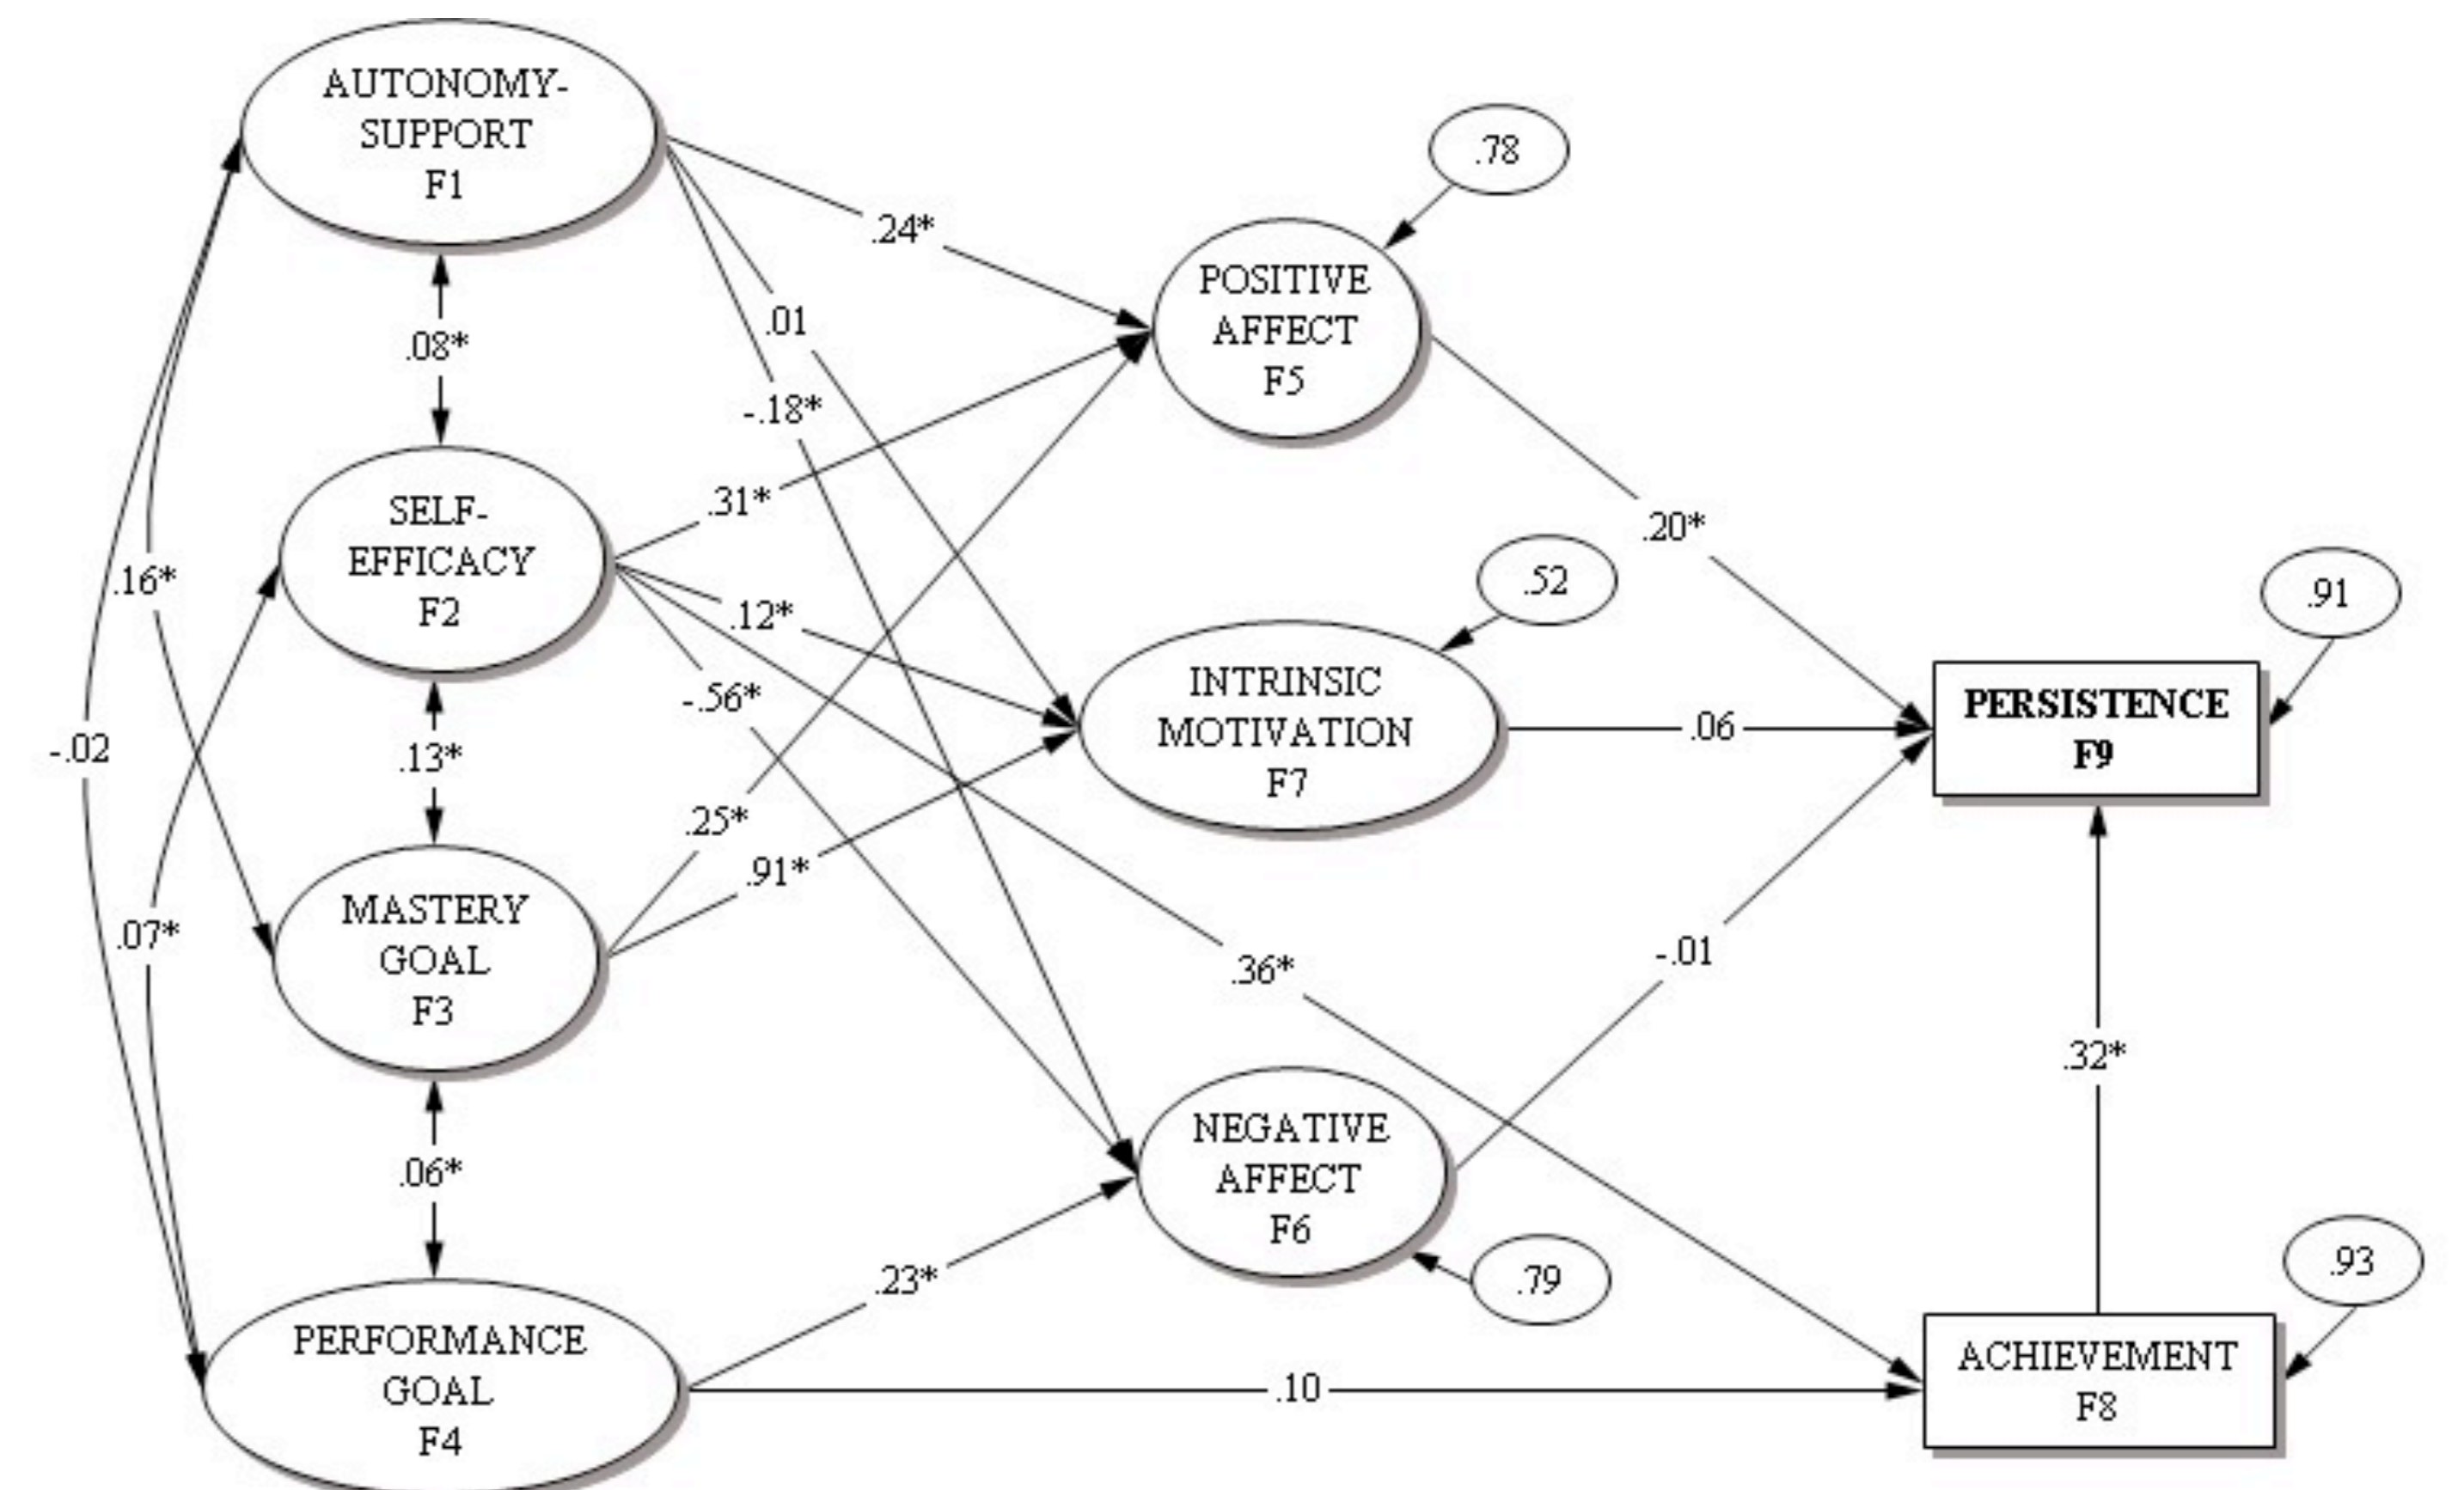 AUTONOMY-
SUPPORT
F1
.78
.24*
POSITIVE
AFFECT
F5
.01
.08*
-.18*
SELF-
EFFICACY
F2
.31*
.20*
.16*
.12*
.52
.91
-.56*
INTRINSIC
MOTIVATION
F7
.06
PERSISTENCE
F9
-.02
.13*
.25*
.91*
.07*
MASTERY
GOAL
F3
.36*
-.01
.32*
.06*
NEGATIVE
AFFECT
F6
.79
.23*
.93
PERFORMANCE
GOAL
F4
.10
ACHIEVEMENT
F8